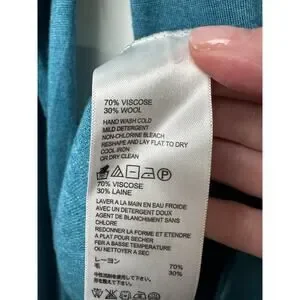 70% VISCOSE
30% WOOL
HAND WASH COLD
MILD DETERGENT
NON-CHLORINE BLEACH
RESHAPE AND LAY FLAT TO DRY
COOL-IRON
OR DRY CLEAN
70% VISCOSE
30% LAINE
LAVER A LA MAIN EN EAU FROIDE
AVEC UN DETERGENT DOUX
AGENT DE BLANCHIMENT SANS
CHLORE
REDONNER LA FORME ET ETENDRE
A PLAT POUR SECHER
FER A BASSE TEMPERATURE
OU NETTOYAGE A SEC
レーヨン 70%
毛 30%